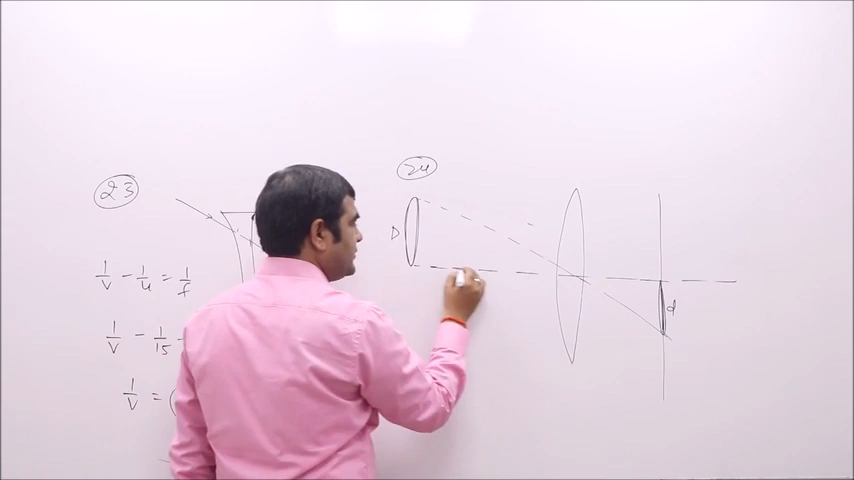 23
1/v - 1/u = 1/f
1/v - 1/15 -
1/v = (
24
D
d